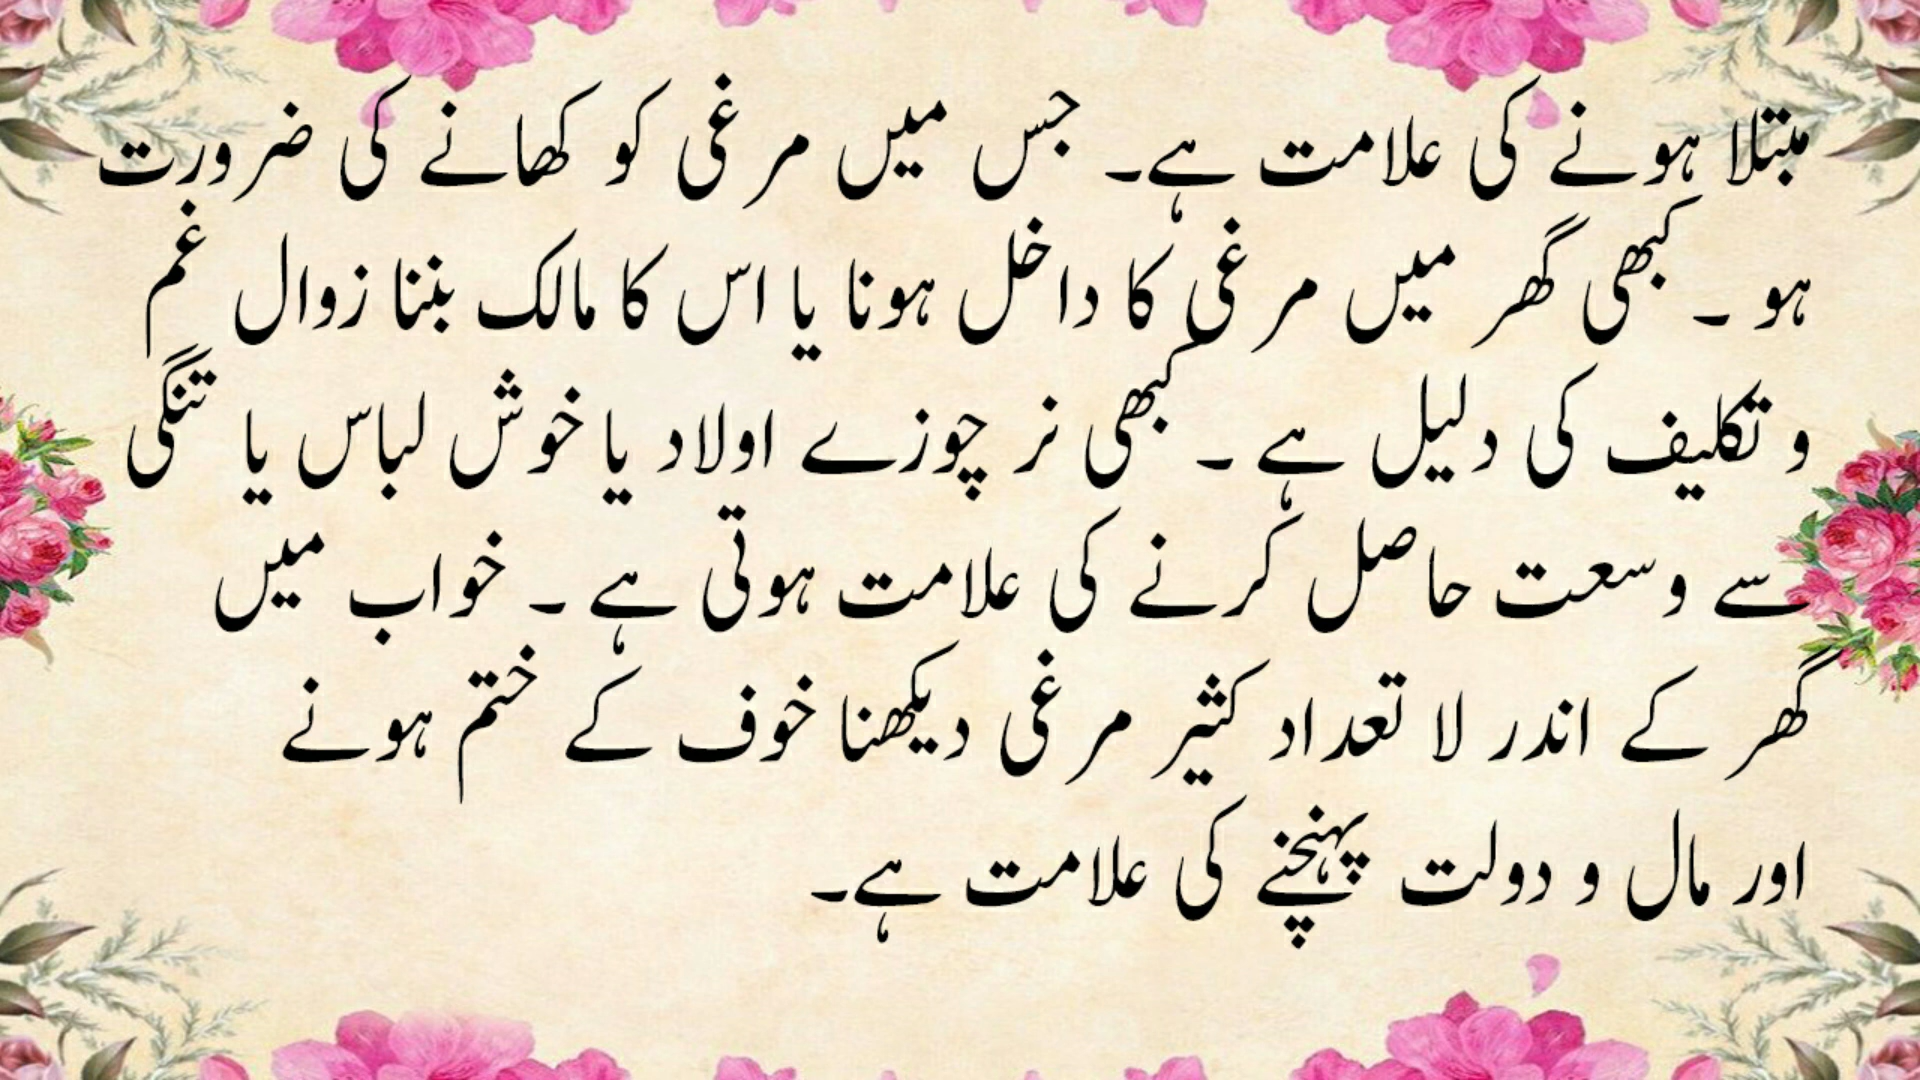 مبتلا ہونے کی علامت ہے۔ جس میں مرغی کو کھانے کی ضرورت
ہو ۔ کبھی گھر میں مرغی کا داخل ہونا یا اس کا مالک بننا زوال غم
و تکلیف کی دلیل ہے ۔ کبھی نر چوزے اولاد یا خوش لباس یا تنگی
سے وسعت حاصل کرنے کی علامت ہوتی ہے ۔ خواب میں
گھر کے اندر لا تعداد کثیر مرغی دیکھنا خوف کے ختم ہونے
اور مال و دولت پہنچنے کی علامت ہے۔